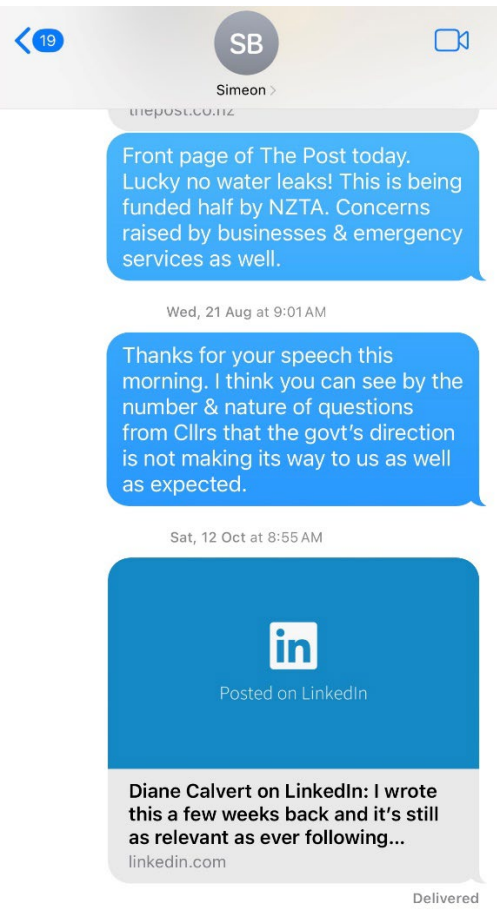 19
SB
Simeon
thepost.co.nz
Front page of The Post today.
Lucky no water leaks! This is being
funded half by NZTA. Concerns
raised by businesses & emergency
services as well.
Wed, 21 Aug at 9:01 AM
Thanks for your speech this
morning. I think you can see by the
number & nature of questions
from Cllrs that the govt's direction
is not making its way to us as well
as expected.
Sat, 12 Oct at 8:55 AM
in
Posted on LinkedIn
Diane Calvert on LinkedIn: I wrote
this a few weeks back and it's still
as relevant as ever following...
linkedin.com
Delivered